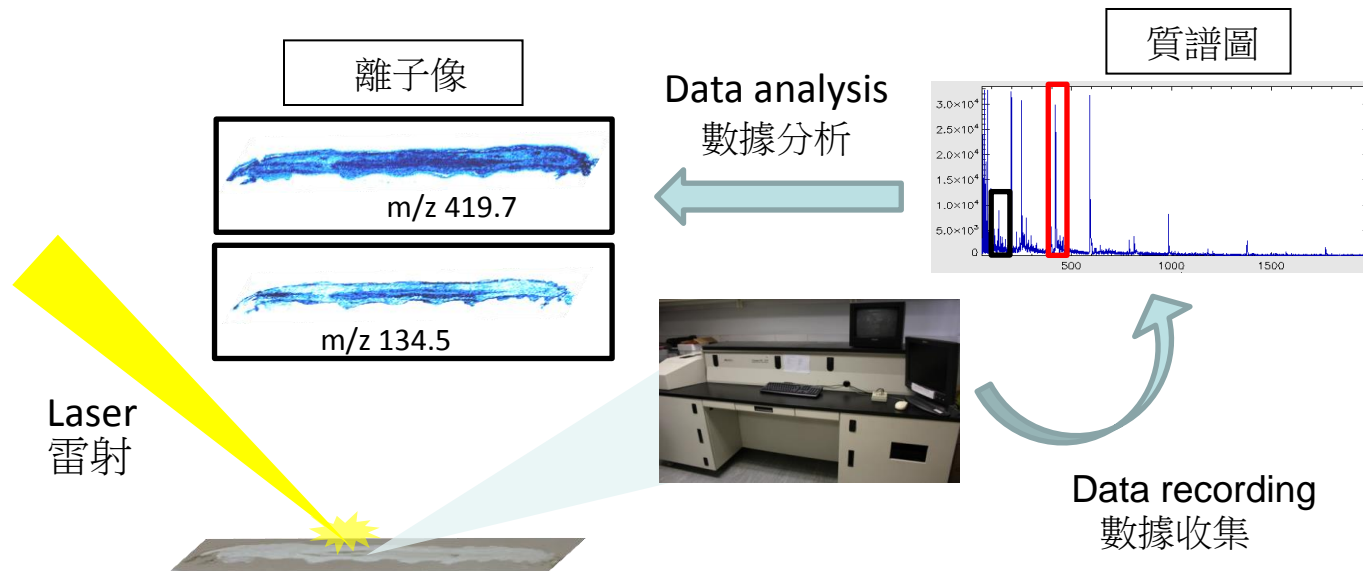 離子像
m/z 419.7
m/z 134.5
Laser
雷射
Data analysis
數據分析
質譜圖
3.0×10⁴
2.5×10⁴
2.0×10⁴
1.5×10⁴
1.0×10⁴
5.0×10³
0
500
1000
1500
Data recording
數據收集